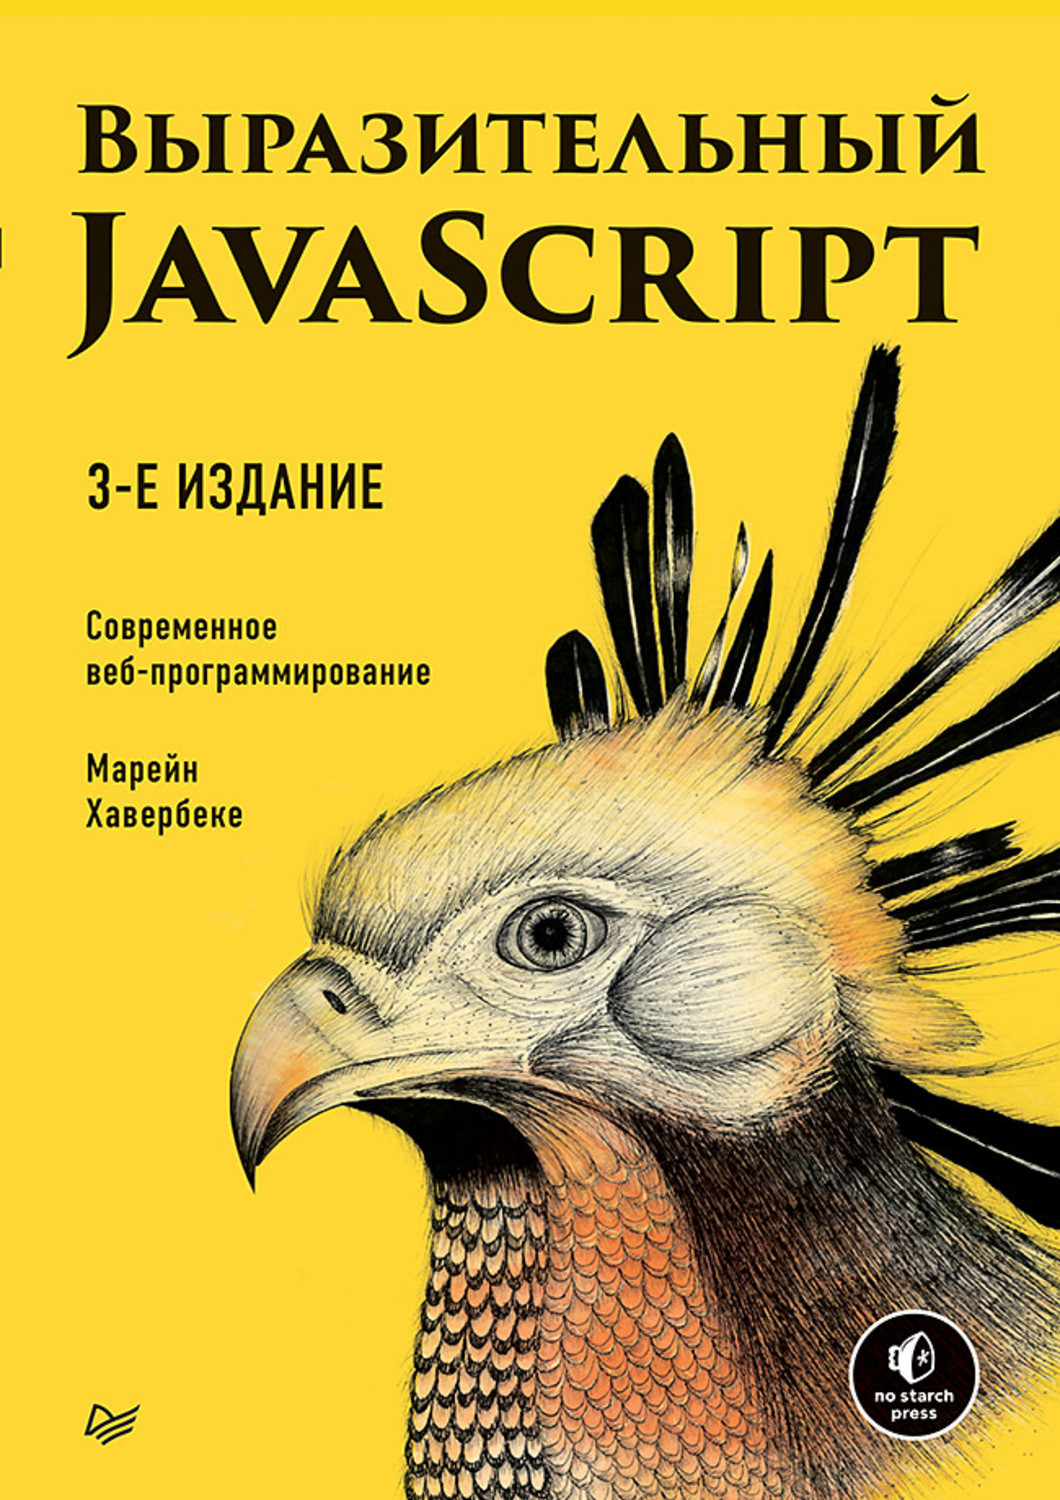 Выразительный
JavaScript
3-Е ИЗДАНИЕ
Современное
веб-программирование
Марейн
Хавербеке
no starch
press